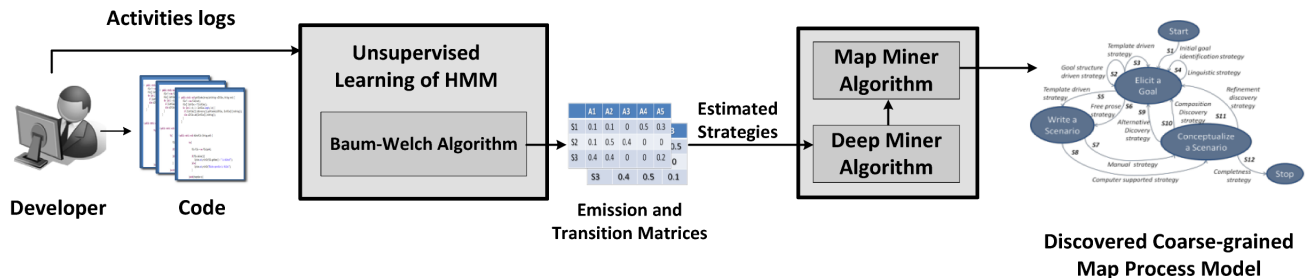 Activities logs
Developer
Code
Unsupervised
Learning of HMM
Baum-Welch Algorithm
A1 A2 A3 A4 A5
S1 0.1 0.1 0 0.5 0.3
S2 0.1 0.5 0.4 0 0
S3 0.4 0.4 0 0 0.2
0.5
0
S3 0.4 0.5 0.1
Emission and
Transition Matrices
Estimated
Strategies
Map Miner
Algorithm
Deep Miner
Algorithm
Start
S1
Initial goal
identification strategy
Template driven
strategy
S3
Goal structure
driven strategy
S2
S4
Linguistic strategy
Elicit a
Goal
Template driven
strategy
S5
Free prose
strategy
S6
S9
Alternative
Dicovery
strategy
S10
Composition
Discovery
strategy
S11
Refinement
discovery
strategy
Write a
Scenario
Conceptualize
a Scenario
S7
S8
Manual strategy
Computer supported strategy
S12
Completness
strategy
Stop
Discovered Coarse-grained
Map Process Model